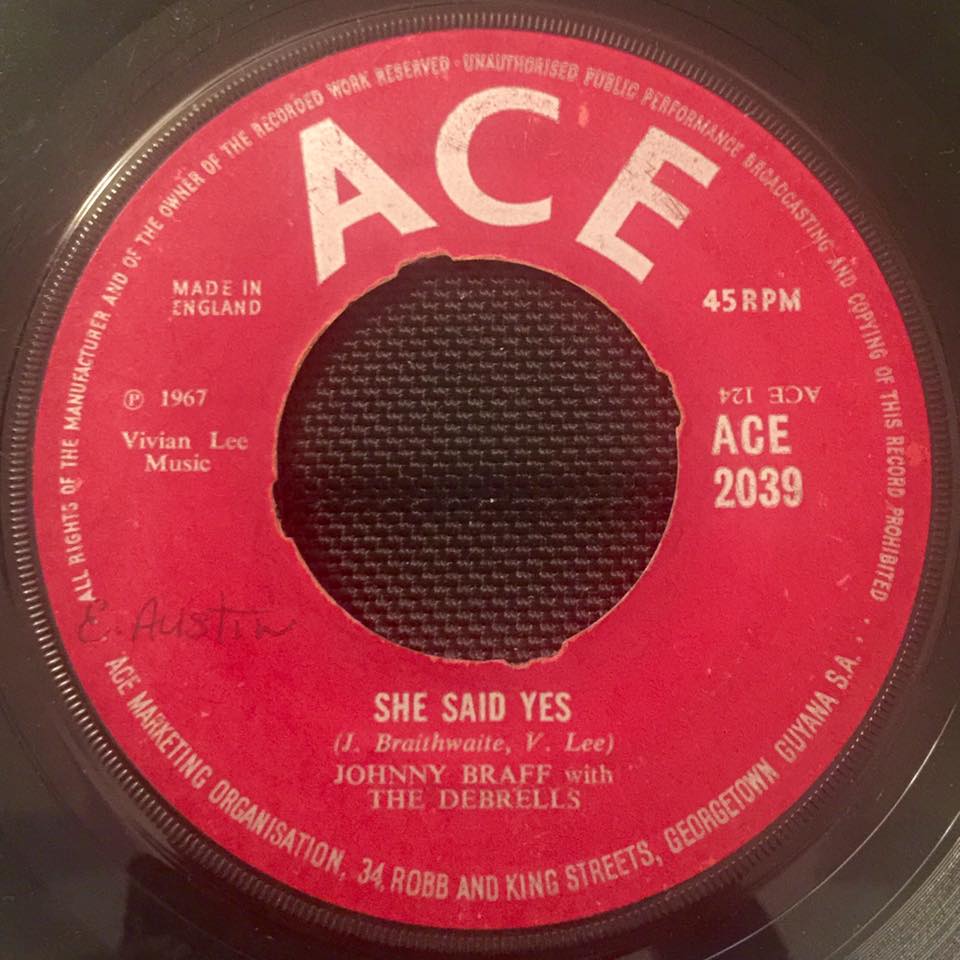 ALL RIGHTS OF THE MANUFACTURER AND OF THE OWNER OF THE RECORDED WORK RESERVED · UNAUTHORISED PUBLIC PERFORMANCE BROADCASTING AND COPYING OF THIS RECORD PROHIBITED
ACE
MADE IN
ENGLAND
45 RPM
℗ 1967
Vivian Lee
Music
ACE 124
ACE
2039
E. Austin
SHE SAID YES
(J. Braithwaite, V. Lee)
JOHNNY BRAFF with
THE DEBRELLS
ACE MARKETING ORGANISATION, 34, ROBB AND KING STREETS, GEORGETOWN GUYANA S.A. . .